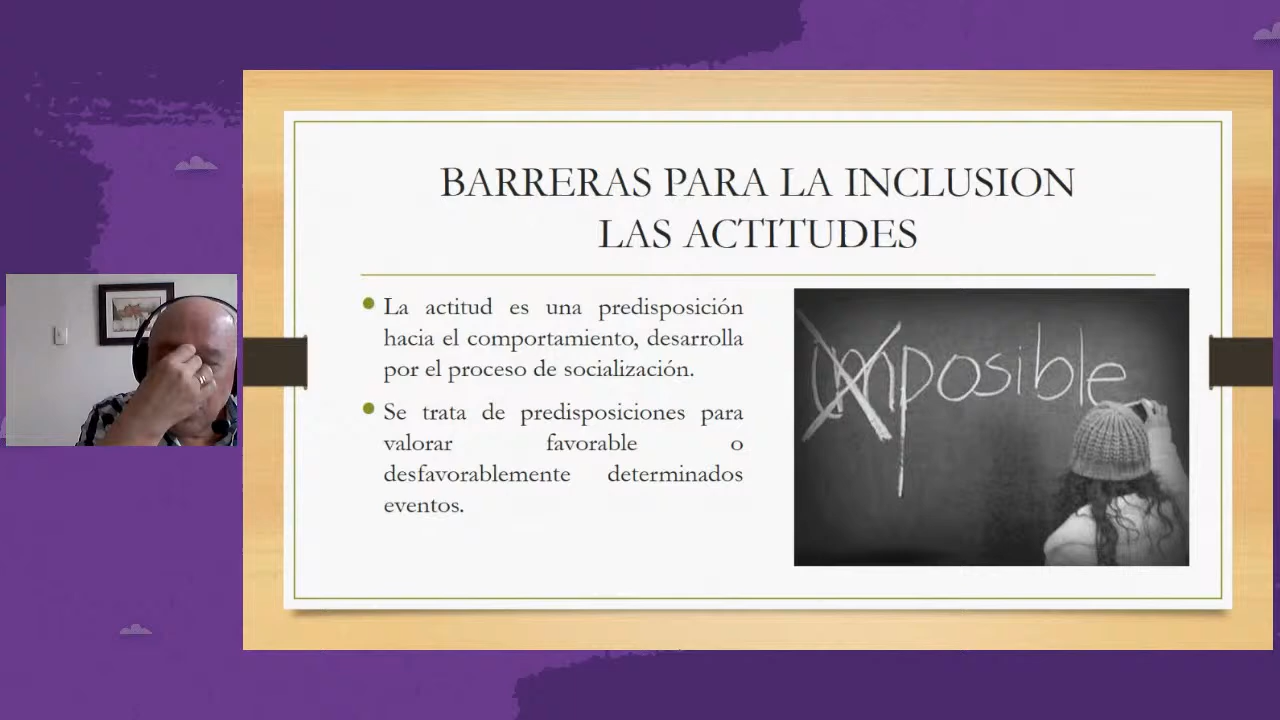 BARRERAS PARA LA INCLUSION
LAS ACTITUDES
La actitud es una predisposición
hacia el comportamiento, desarrolla
por el proceso de socialización.
Se trata de predisposiciones para
valorar favorable o
desfavorablemente determinados
eventos.
imposible